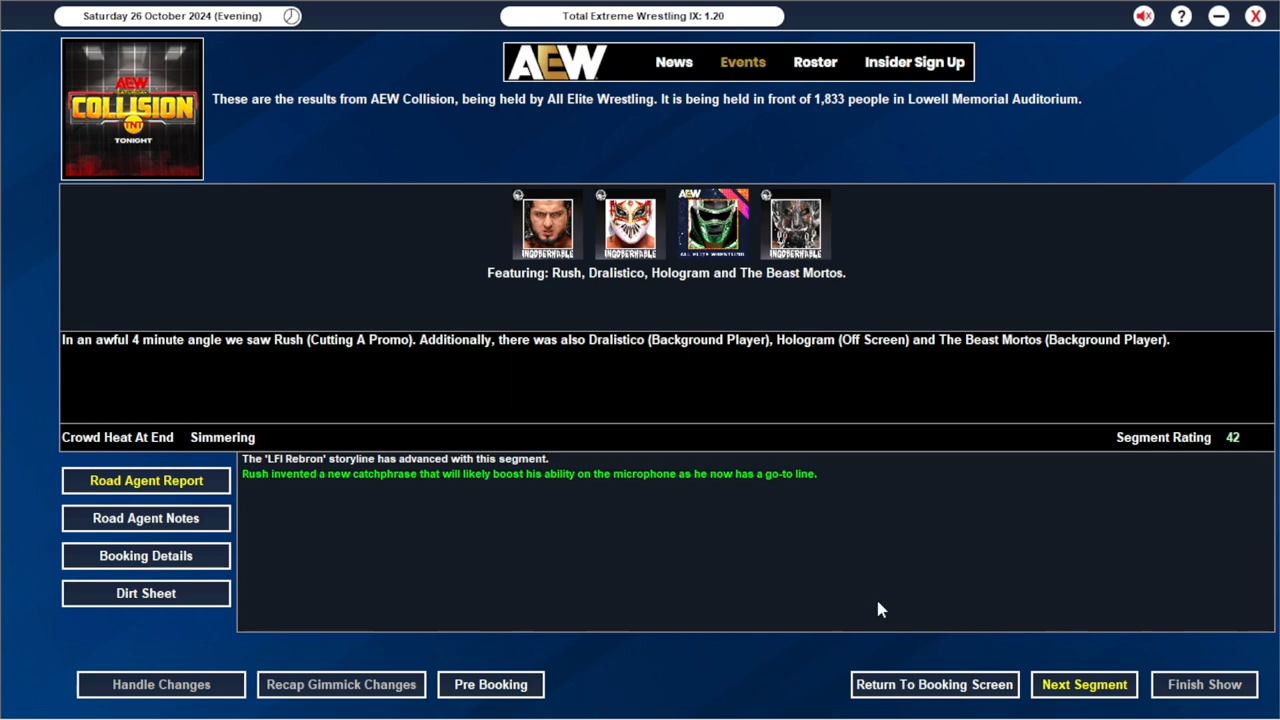 Saturday 26 October 2024 (Evening)
Total Extreme Wrestling IX: 1.20
?
X
AEW
COLLISION
TNT
TONIGHT
AEW
News
Events
Roster
Insider Sign Up
These are the results from AEW Collision, being held by All Elite Wrestling. It is being held in front of 1,833 people in Lowell Memorial Auditorium.
AEW
INGOBERNABLE
INGOBERNABLE
ALL ELITE WRESTLING
INGOBERNABLE
Featuring: Rush, Dralistico, Hologram and The Beast Mortos.
In an awful 4 minute angle we saw Rush (Cutting A Promo). Additionally, there was also Dralistico (Background Player), Hologram (Off Screen) and The Beast Mortos (Background Player).
Crowd Heat At End Simmering
Segment Rating 42
The 'LFI Rebron' storyline has advanced with this segment.
Rush invented a new catchphrase that will likely boost his ability on the microphone as he now has a go-to line.
Road Agent Report
Road Agent Notes
Booking Details
Dirt Sheet
Handle Changes
Recap Gimmick Changes
Pre Booking
Return To Booking Screen
Next Segment
Finish Show